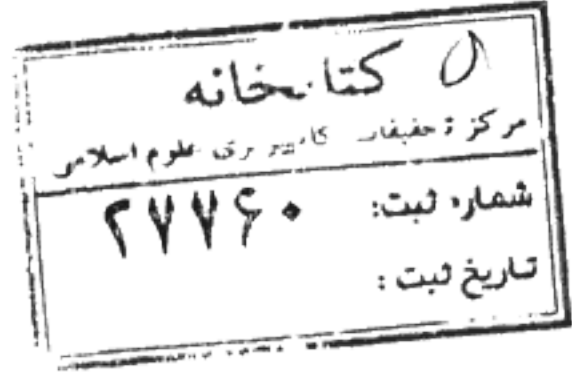 کتابخانه
مرکز تحقیقات کامپیوتری علوم اسلامی
شماره ثبت: ۲۷۷۶۰
تاریخ ثبت: